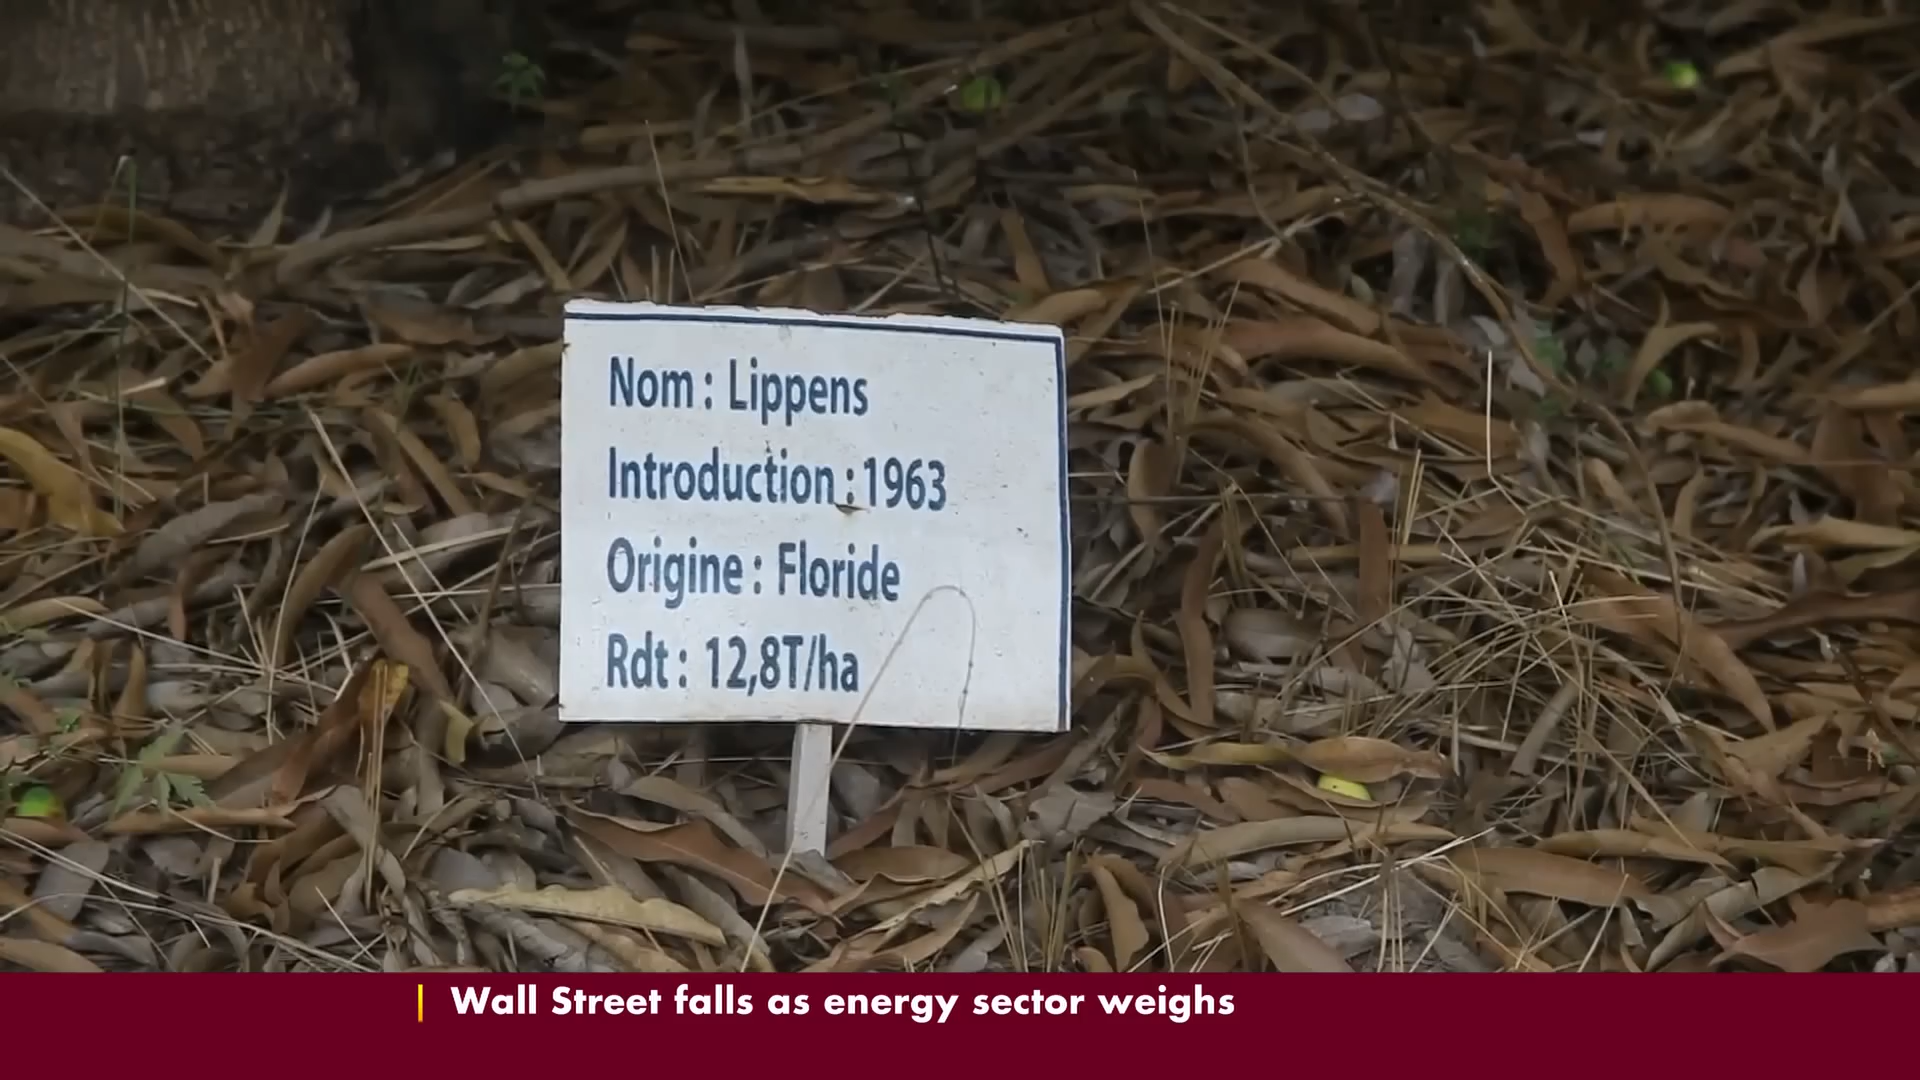 Nom : Lippens
Introduction : 1963
Origine : Floride
Rdt : 12,8T/ha
| Wall Street falls as energy sector weighs